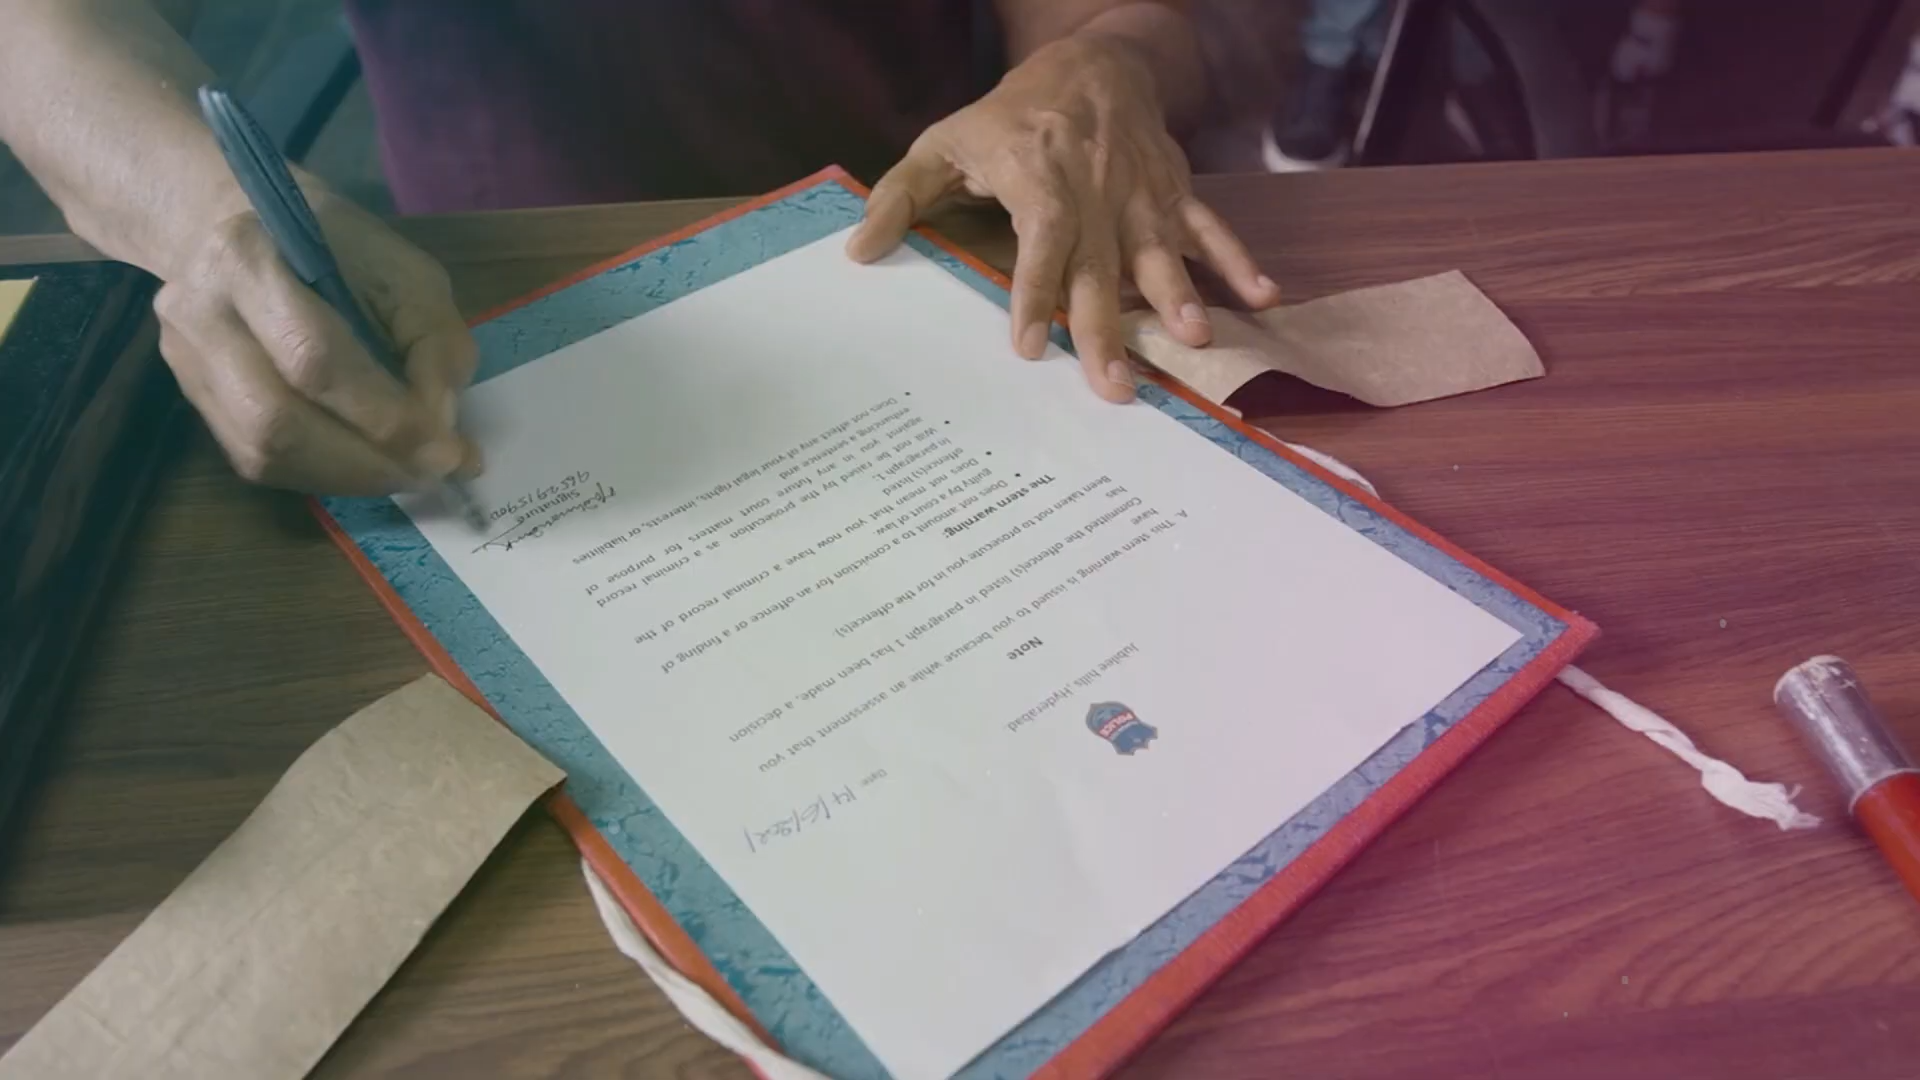 POLICE
Date: 14/6/2021
Jubilee hills, Hyderabad.
Note
A. This stern warning is issued to you because while an assessment that you
have
Committed the offence(s) listed in paragraph 1 has been made, a decision
has
Been taken not to prosecute you in for the offence(s).
The stern warning:
• Does not amount to a conviction for an offence or a finding of
guilty by a court of law
• Does not mean that you now have a criminal record of the
offence(s) listed
in paragraph 1.
• Will not be raised by the prosecution as a criminal record
against you in any future court matters for purpose of
enhancing a sentence and
• Does not affect any of your legal rights, interests, or liabilities
Signature
9652915900